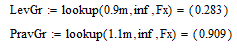 LevGr := lookup(0.9m,inf,Fx) = (0.283)
PravGr := lookup(1.1m,inf,Fx) = (0.909)